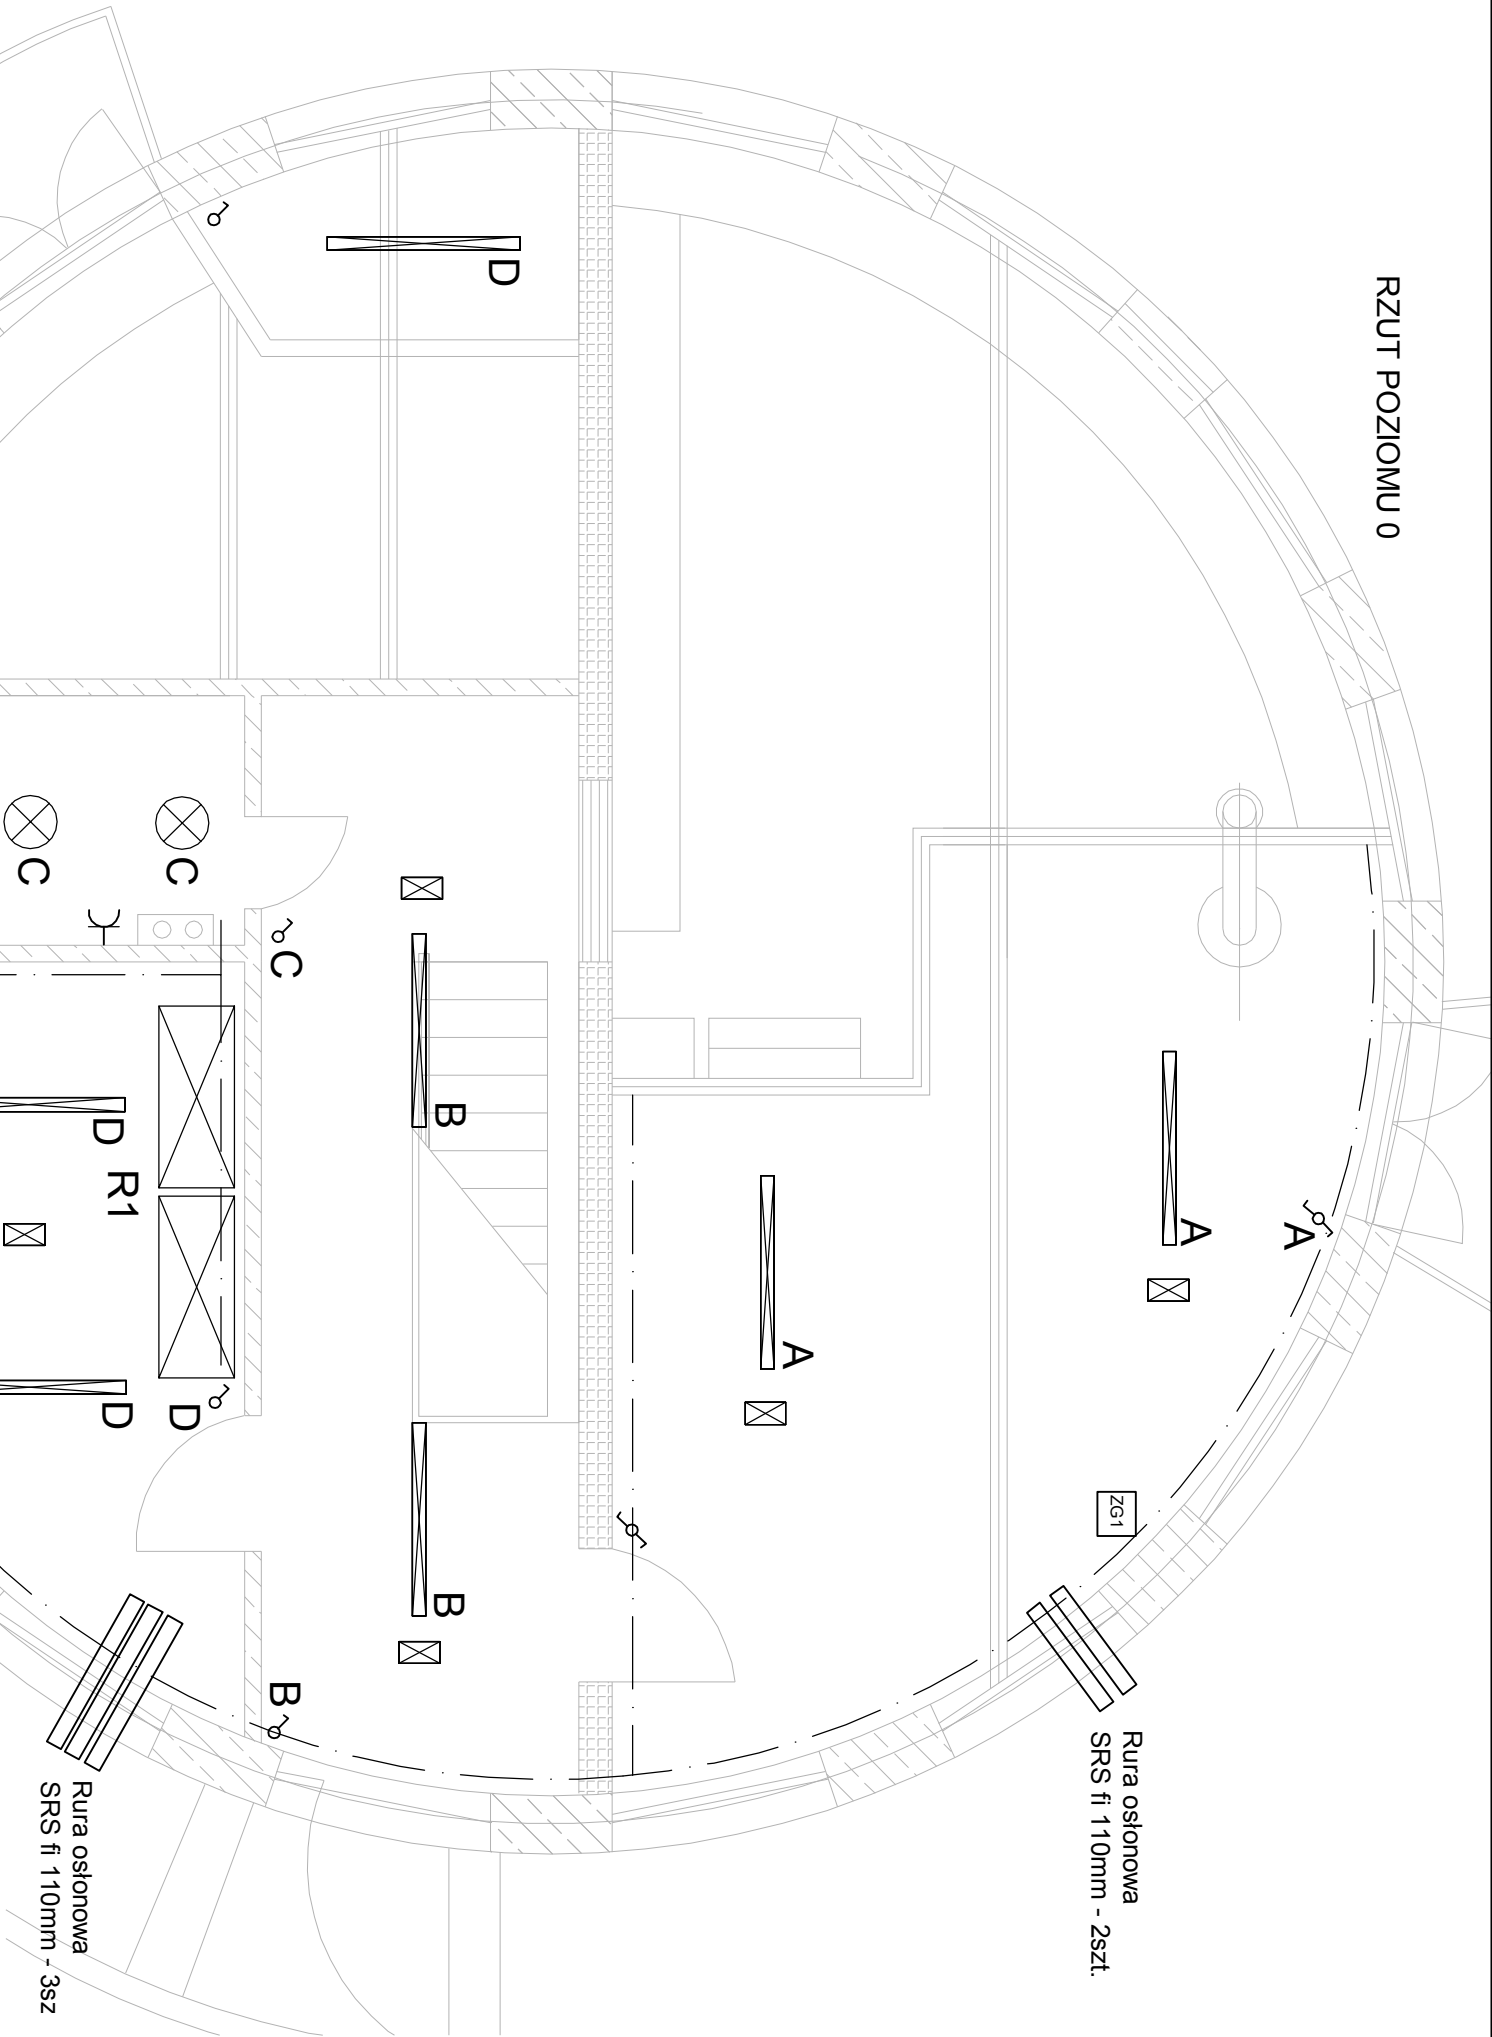 RZUT POZIOMU 0
A
A
ZG1
Rura osłonowa
SRS fi 110mm - 2szt.
A
D
B
B
C
B
C
D
R1
D
D
C
Rura osłonowa
SRS fi 110mm - 3sz